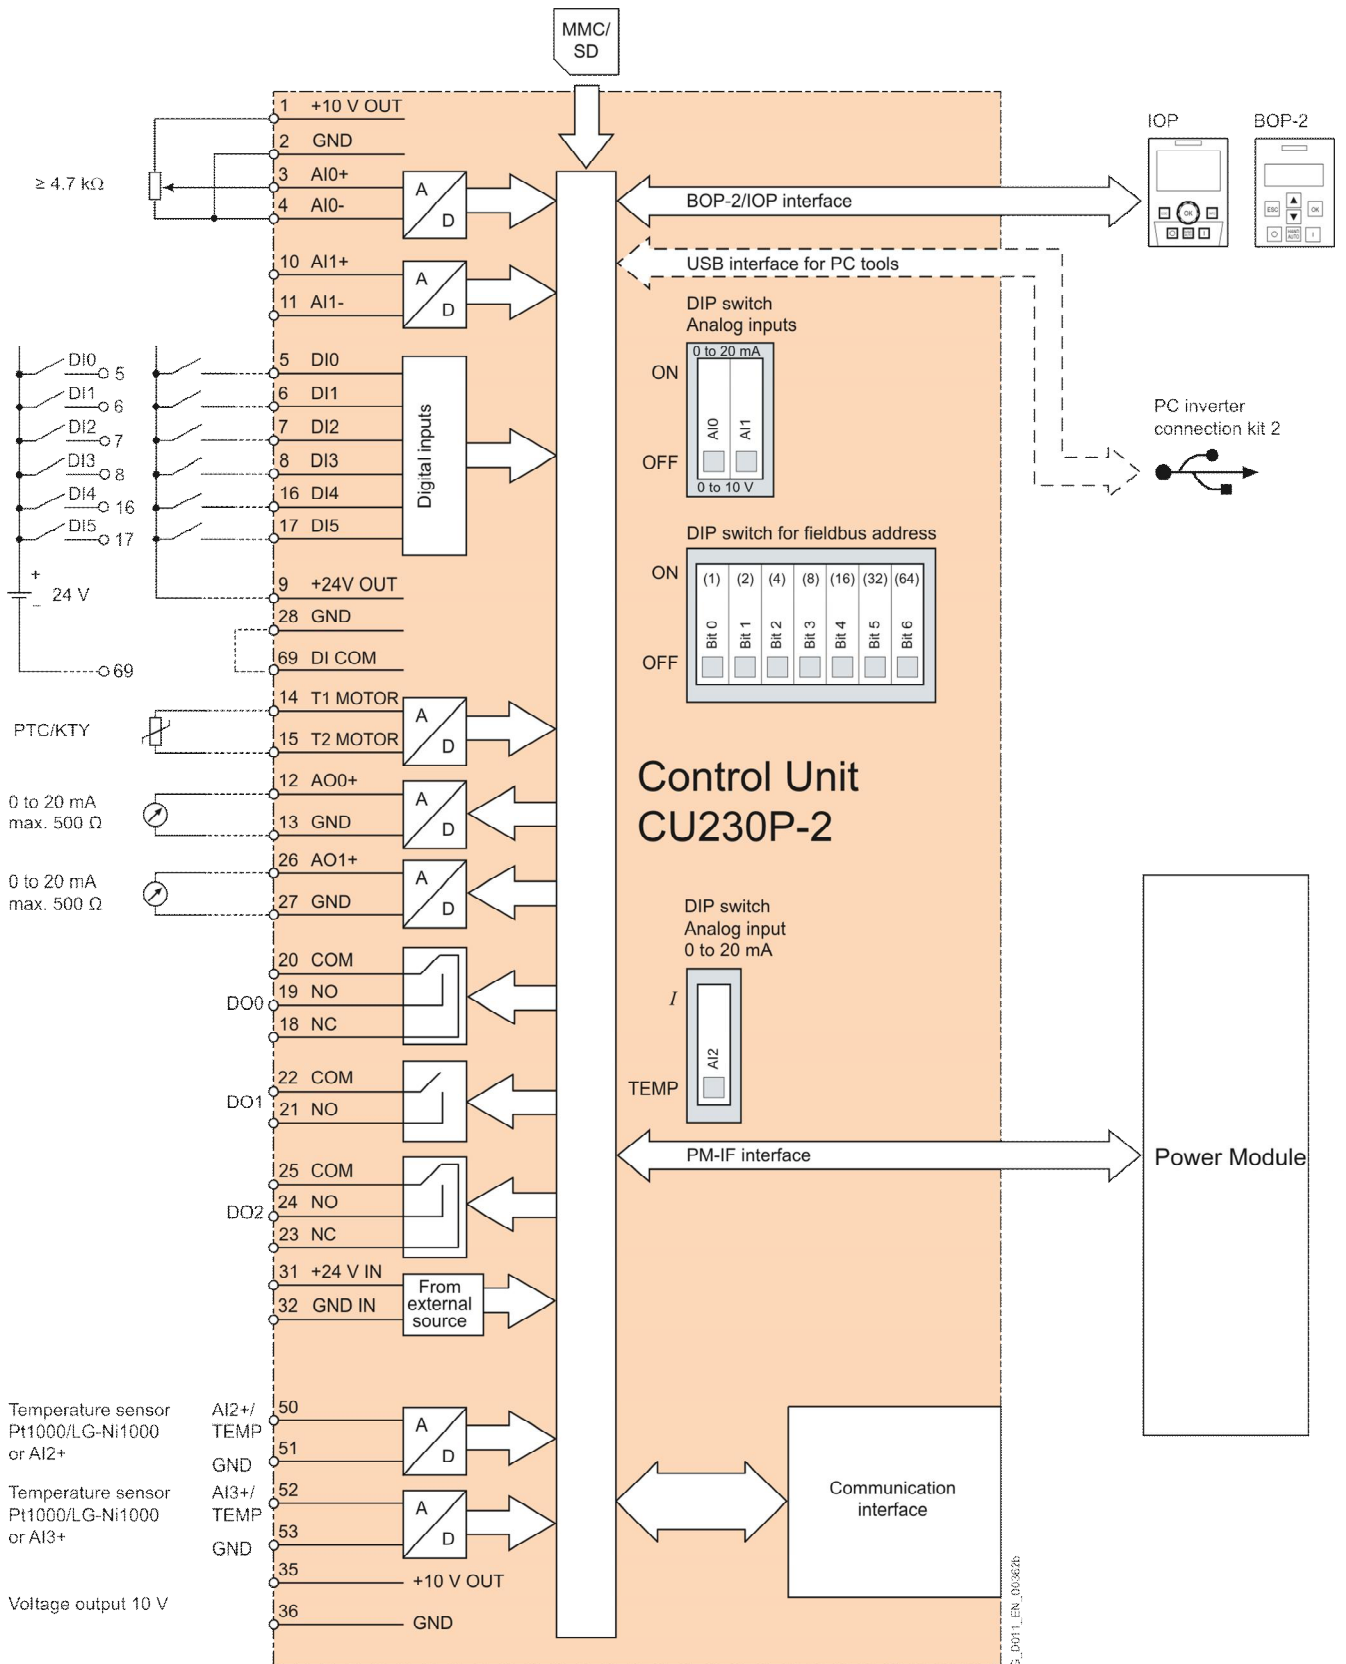 MMC/
SD
1 +10 V OUT
2 GND
3 AI0+
4 AI0-
≥ 4.7 kΩ
A
D
10 AI1+
11 AI1-
A
D
DI0 5
DI1 6
DI2 7
DI3 8
DI4 16
DI5 17
+
24 V
–
69
5 DI0
6 DI1
7 DI2
8 DI3
16 DI4
17 DI5
Digital inputs
9 +24V OUT
28 GND
69 DI COM
PTC/KTY
14 T1 MOTOR
15 T2 MOTOR
A
D
0 to 20 mA
max. 500 Ω
12 AO0+
13 GND
A
D
0 to 20 mA
max. 500 Ω
26 AO1+
27 GND
A
D
DO0
20 COM
19 NO
18 NC
DO1
22 COM
21 NO
DO2
25 COM
24 NO
23 NC
31 +24 V IN
32 GND IN
From
external
source
Temperature sensor
Pt1000/LG-Ni1000
or AI2+
AI2+/
TEMP
GND
50
51
A
D
Temperature sensor
Pt1000/LG-Ni1000
or AI3+
AI3+/
TEMP
GND
52
53
A
D
Voltage output 10 V
35 +10 V OUT
36 GND
BOP-2/IOP interface
USB interface for PC tools
IOP
BOP-2
OK
ESC
OK
HAND
AUTO
I
PC inverter
connection kit 2
DIP switch
Analog inputs
0 to 20 mA
ON
OFF
AI0
AI1
0 to 10 V
DIP switch for fieldbus address
ON
OFF
(1) (2) (4) (8) (16) (32) (64)
Bit 0
Bit 1
Bit 2
Bit 3
Bit 4
Bit 5
Bit 6
Control Unit
CU230P-2
DIP switch
Analog input
0 to 20 mA
I
AI2
TEMP
PM-IF interface
Power Module
Communication
interface
G_D011_EN_00362b